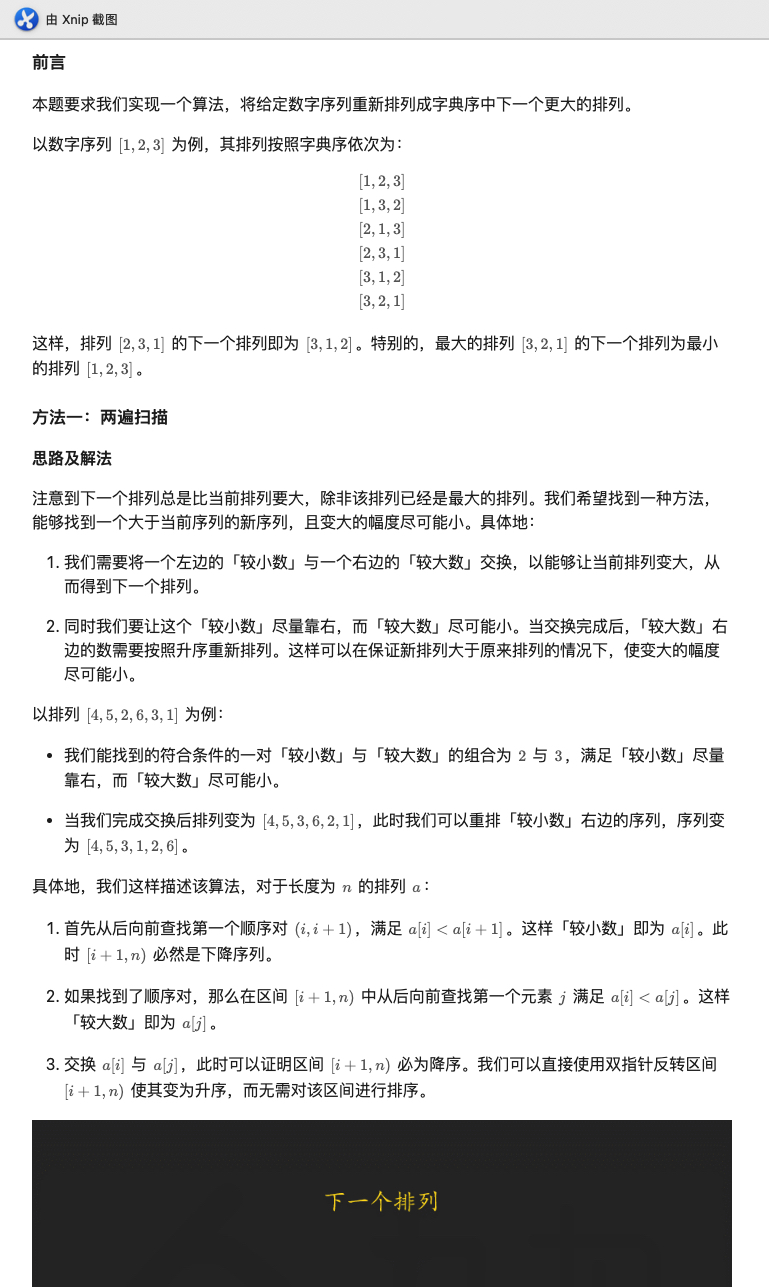 由 Xnip 截图
前言
本题要求我们实现一个算法，将给定数字序列重新排列成字典序中下一个更大的排列。
以数字序列 [1, 2, 3] 为例，其排列按照字典序依次为：
[1, 2, 3]
[1, 3, 2]
[2, 1, 3]
[2, 3, 1]
[3, 1, 2]
[3, 2, 1]
这样，排列 [2, 3, 1] 的下一个排列即为 [3, 1, 2]。特别的，最大的排列 [3, 2, 1] 的下一个排列为最小
的排列 [1, 2, 3]。
方法一：两遍扫描
思路及解法
注意到下一个排列总是比当前排列要大，除非该排列已经是最大的排列。我们希望找到一种方法，
能够找到一个大于当前序列的新序列，且变大的幅度尽可能小。具体地：
1. 我们需要将一个左边的「较小数」与一个右边的「较大数」交换，以能够让当前排列变大，从
而得到下一个排列。
2. 同时我们要让这个「较小数」尽量靠右，而「较大数」尽可能小。当交换完成后，「较大数」右
边的数需要按照升序重新排列。这样可以在保证新排列大于原来排列的情况下，使变大的幅度
尽可能小。
以排列 [4, 5, 2, 6, 3, 1] 为例：
• 我们能找到的符合条件的一对「较小数」与「较大数」的组合为 2 与 3，满足「较小数」尽量
靠右，而「较大数」尽可能小。
• 当我们完成交换后排列变为 [4, 5, 3, 6, 2, 1]，此时我们可以重排「较小数」右边的序列，序列变
为 [4, 5, 3, 1, 2, 6]。
具体地，我们这样描述该算法，对于长度为 n 的排列 a：
1. 首先从后向前查找第一个顺序对 (i, i + 1)，满足 a[i] < a[i + 1]。这样「较小数」即为 a[i]。此
时 [i + 1, n) 必然是下降序列。
2. 如果找到了顺序对，那么在区间 [i + 1, n) 中从后向前查找第一个元素 j 满足 a[i] < a[j]。这样
「较大数」即为 a[j]。
3. 交换 a[i] 与 a[j]，此时可以证明区间 [i + 1, n) 必为降序。我们可以直接使用双指针反转区间
[i + 1, n) 使其变为升序，而无需对该区间进行排序。
下一个排列